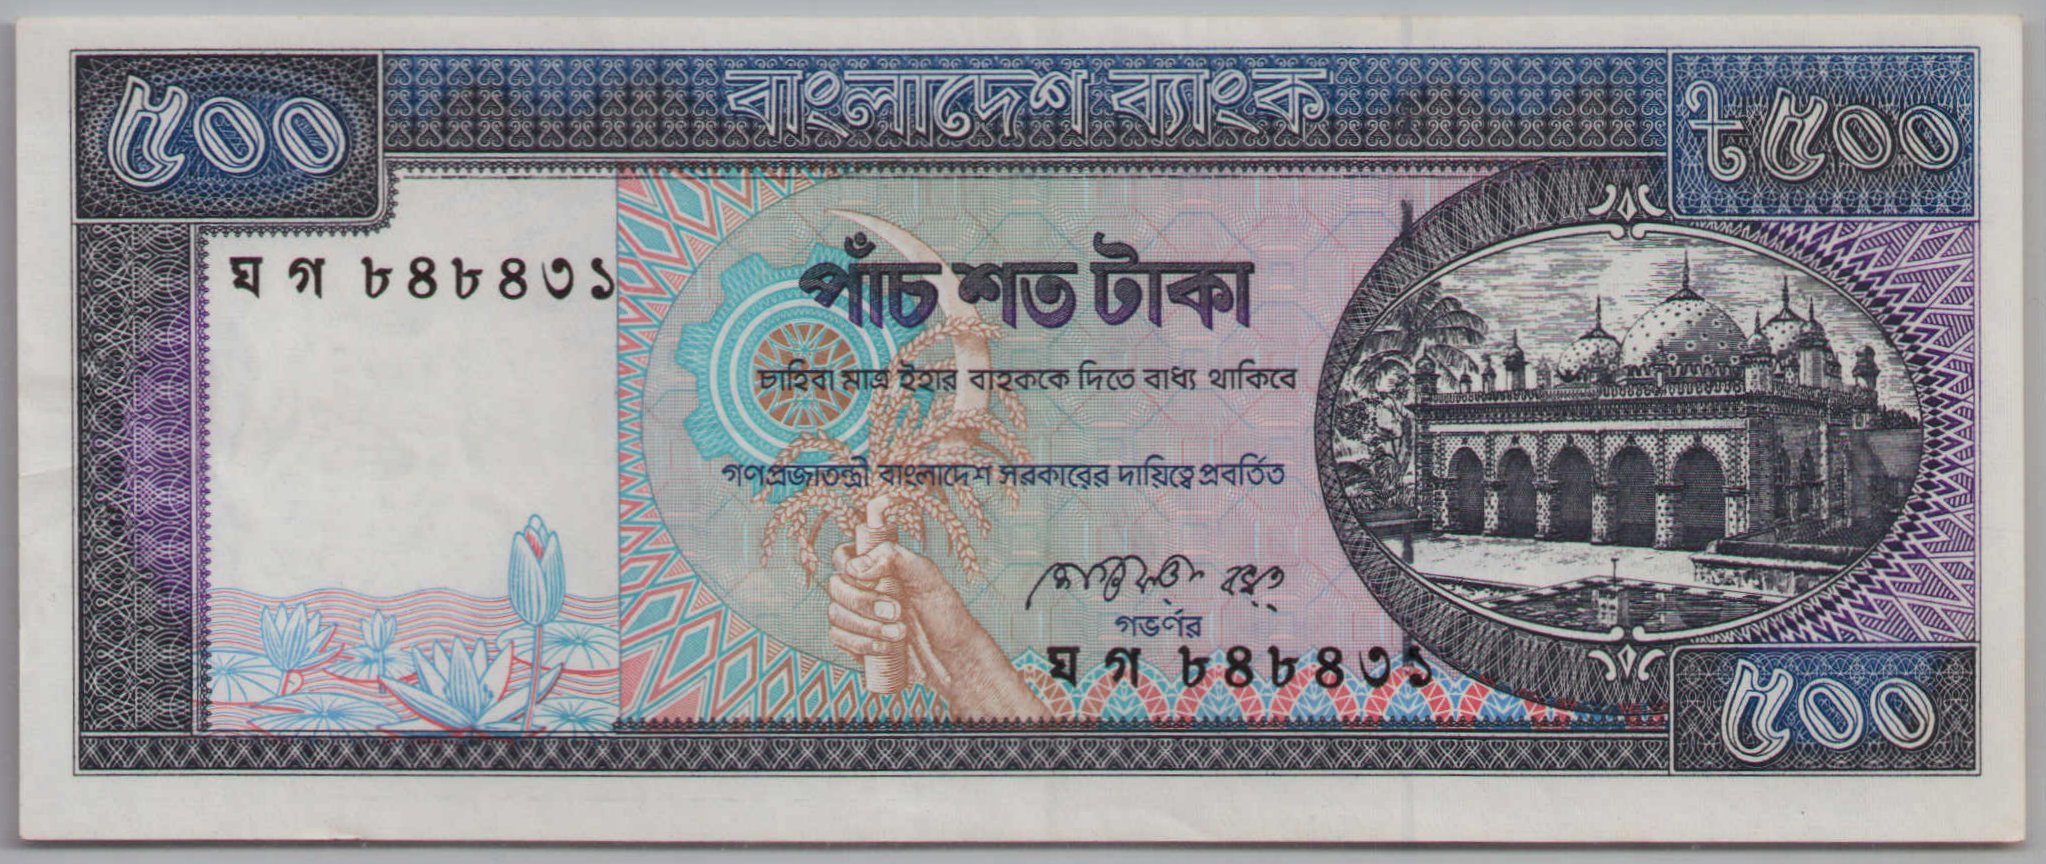 ৫০০
বাংলাদেশ ব্যাংক
৳ ৫০০
ঘ গ ৮৪৮৪৩১
পাঁচ শত টাকা
চাহিবা মাত্র ইহার বাহককে দিতে বাধ্য থাকিবে
গণপ্রজাতন্ত্রী বাংলাদেশ সরকারের দায়িত্বে প্রবর্তিত
গভর্ণর
ঘ গ ৮৪৮৪৩১
৫০০